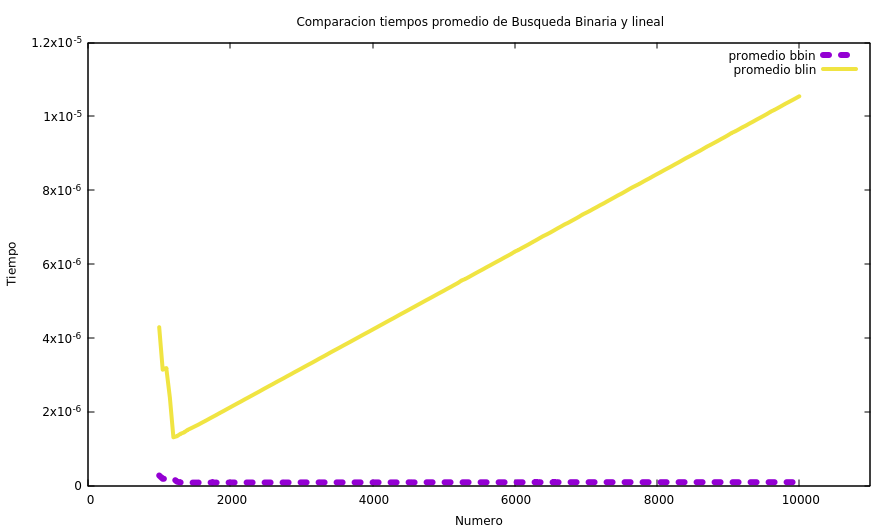 Comparacion tiempos promedio de Busqueda Binaria y lineal
promedio bbin
promedio blin
1.2x10-5
1x10-5
8x10-6
6x10-6
4x10-6
2x10-6
0
Tiempo
0 2000 4000 6000 8000 10000
Numero